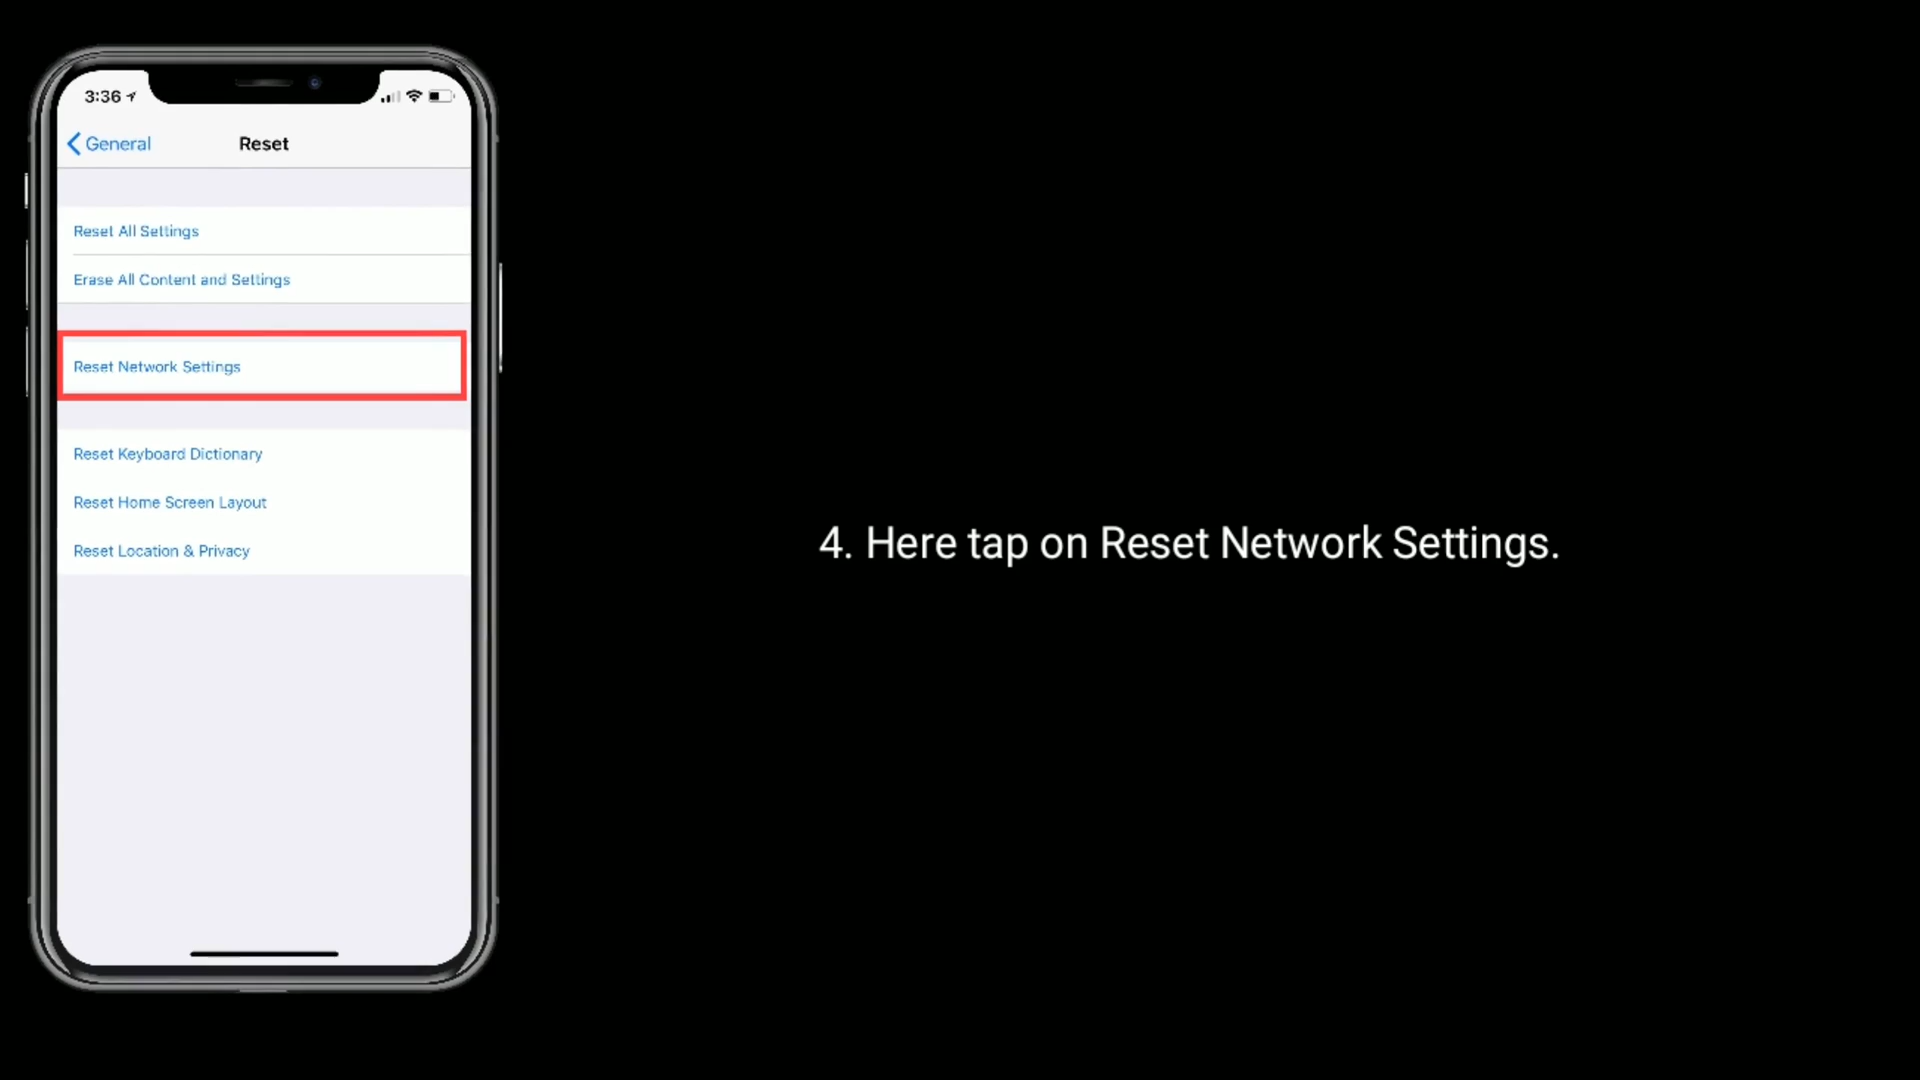 3:36
General
Reset
Reset All Settings
Erase All Content and Settings
Reset Network Settings
Reset Keyboard Dictionary
Reset Home Screen Layout
Reset Location & Privacy
4. Here tap on Reset Network Settings.